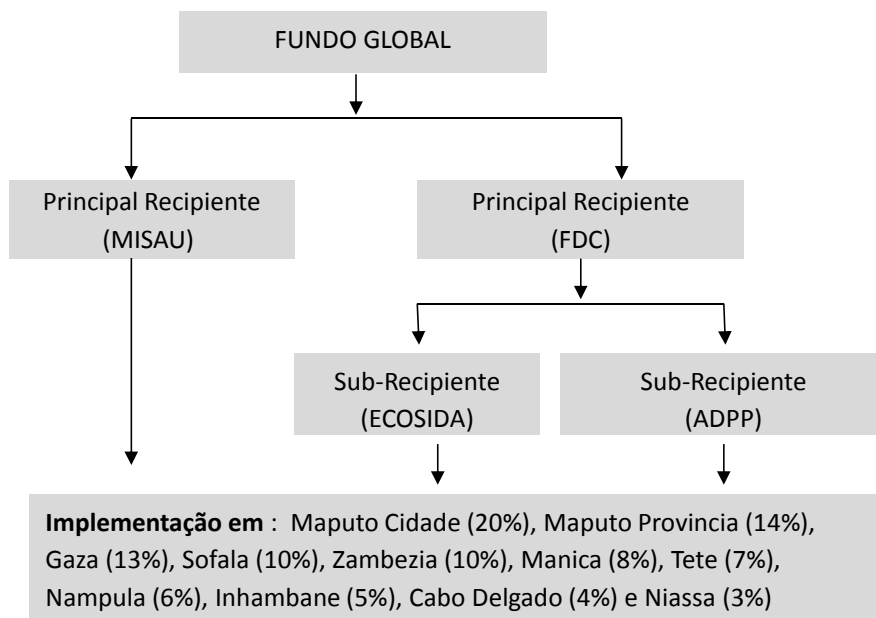 FUNDO GLOBAL
Principal Recipiente
(MISAU)
Principal Recipiente
(FDC)
Sub-Recipiente
(ECOSIDA)
Sub-Recipiente
(ADPP)
Implementação em : Maputo Cidade (20%), Maputo Provincia (14%),
Gaza (13%), Sofala (10%), Zambezia (10%), Manica (8%), Tete (7%),
Nampula (6%), Inhambane (5%), Cabo Delgado (4%) e Niassa (3%)